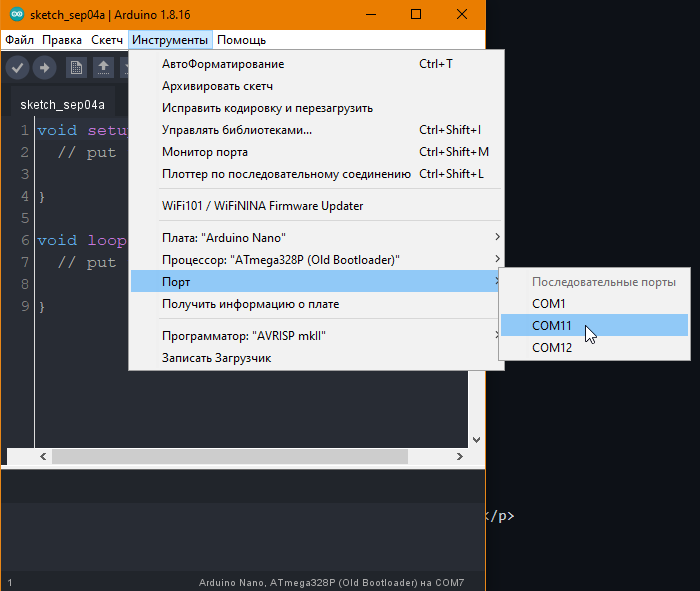 sketch_sep04a | Arduino 1.8.16
Файл Правка Скетч Инструменты Помощь
sketch_sep04a
1 void setup
2 // put
3
4 }
5
6 void loop
7 // put
8
9 }
АвтоФорматирование Ctrl+T
Архивировать скетч
Исправить кодировку и перезагрузить
Управлять библиотеками... Ctrl+Shift+I
Монитор порта Ctrl+Shift+M
Плоттер по последовательному соединению Ctrl+Shift+L
WiFi101 / WiFiNINA Firmware Updater
Плата: "Arduino Nano"
Процессор: "ATmega328P (Old Bootloader)"
Порт
Получить информацию о плате
Программатор: "AVRISP mkII"
Записать Загрузчик
Последовательные порты
COM1
COM11
COM12
</p>
1 Arduino Nano, ATmega328P (Old Bootloader) на COM7